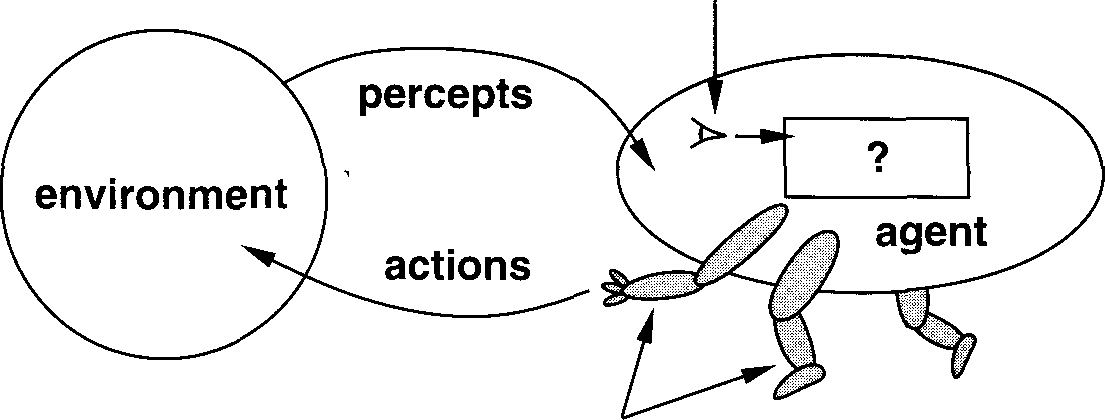 percepts
environment
?
agent
actions